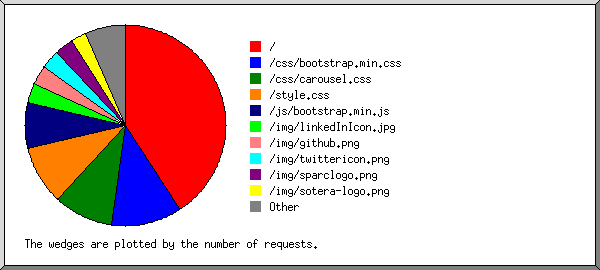 /
/css/bootstrap.min.css
/css/carousel.css
/style.css
/js/bootstrap.min.js
/img/linkedInIcon.jpg
/img/github.png
/img/twittericon.png
/img/sparclogo.png
/img/sotera-logo.png
Other
The wedges are plotted by the number of requests.